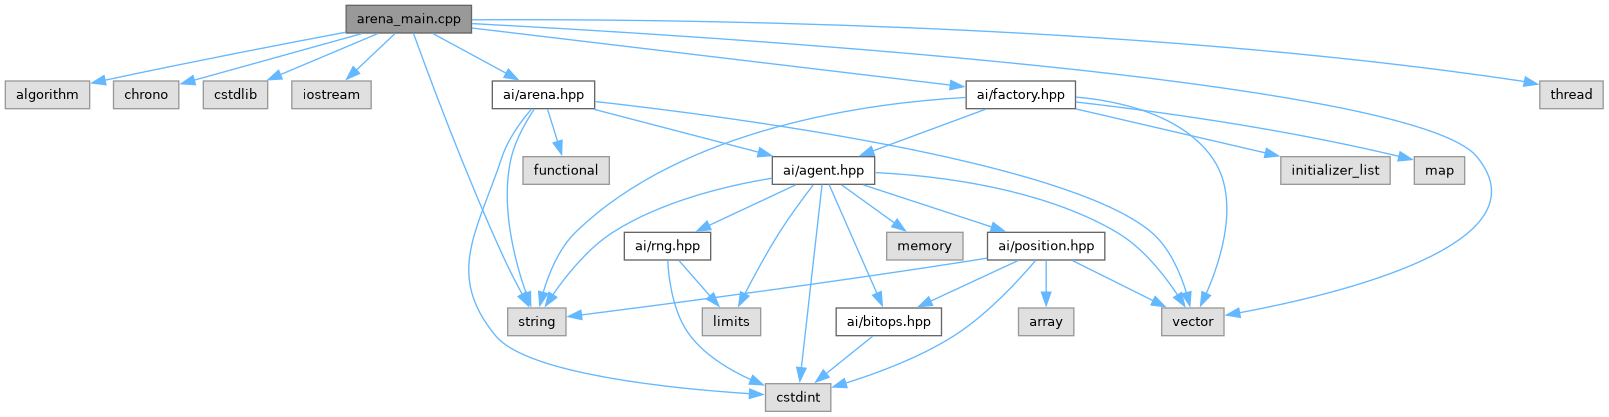 arena_main.cpp
algorithm
chrono
cstdlib
iostream
ai/arena.hpp
ai/factory.hpp
thread
functional
ai/agent.hpp
initializer_list
map
ai/rng.hpp
memory
ai/position.hpp
string
limits
ai/bitops.hpp
array
vector
cstdint